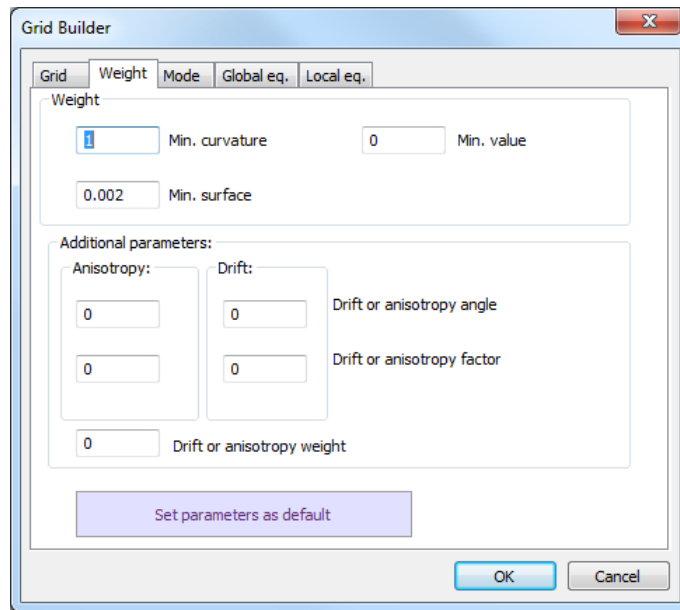 Grid Builder
x
Grid Weight Mode Global eq. Local eq.
Weight
1 Min. curvature 0 Min. value
0.002 Min. surface
Additional parameters:
Anisotropy: Drift:
0 0 Drift or anisotropy angle
0 0 Drift or anisotropy factor
0 Drift or anisotropy weight
Set parameters as default
OK Cancel